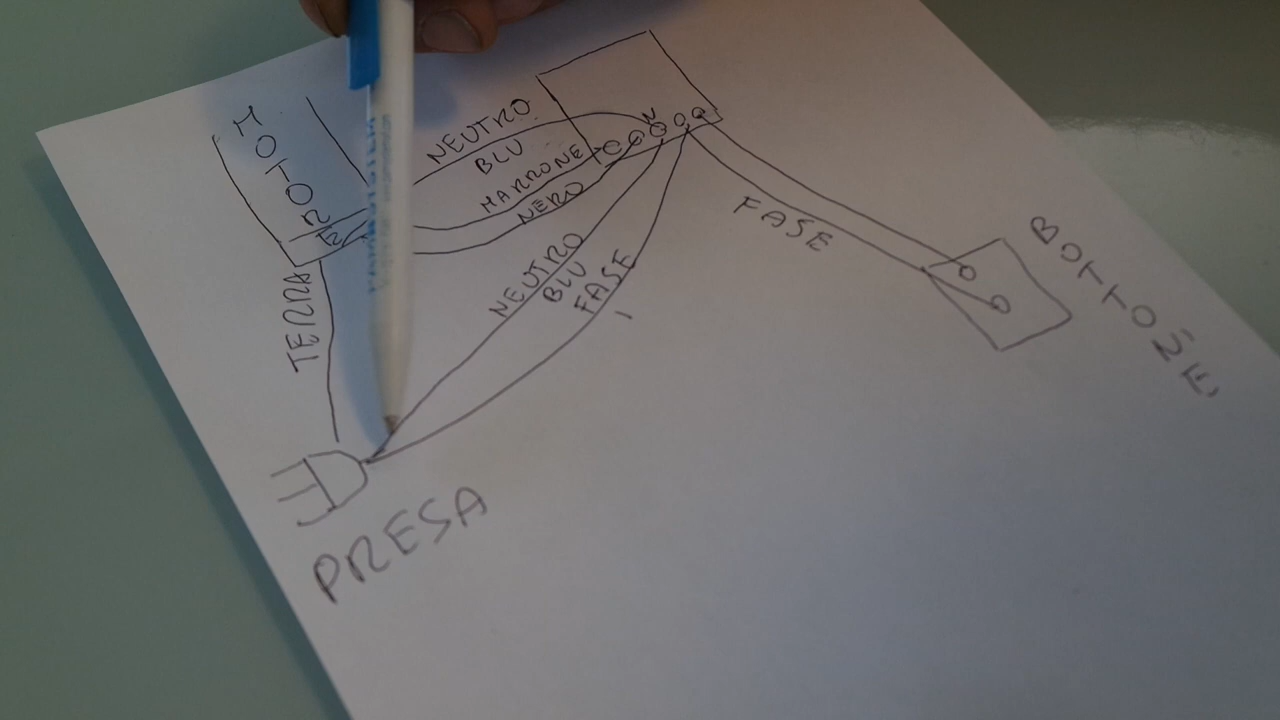 MOTORE
NEUTRO
BLU
MARRONE
NERO
N
TERRA
NEUTRO
BLU
FASE
FASE
BOTTONE
PRESA